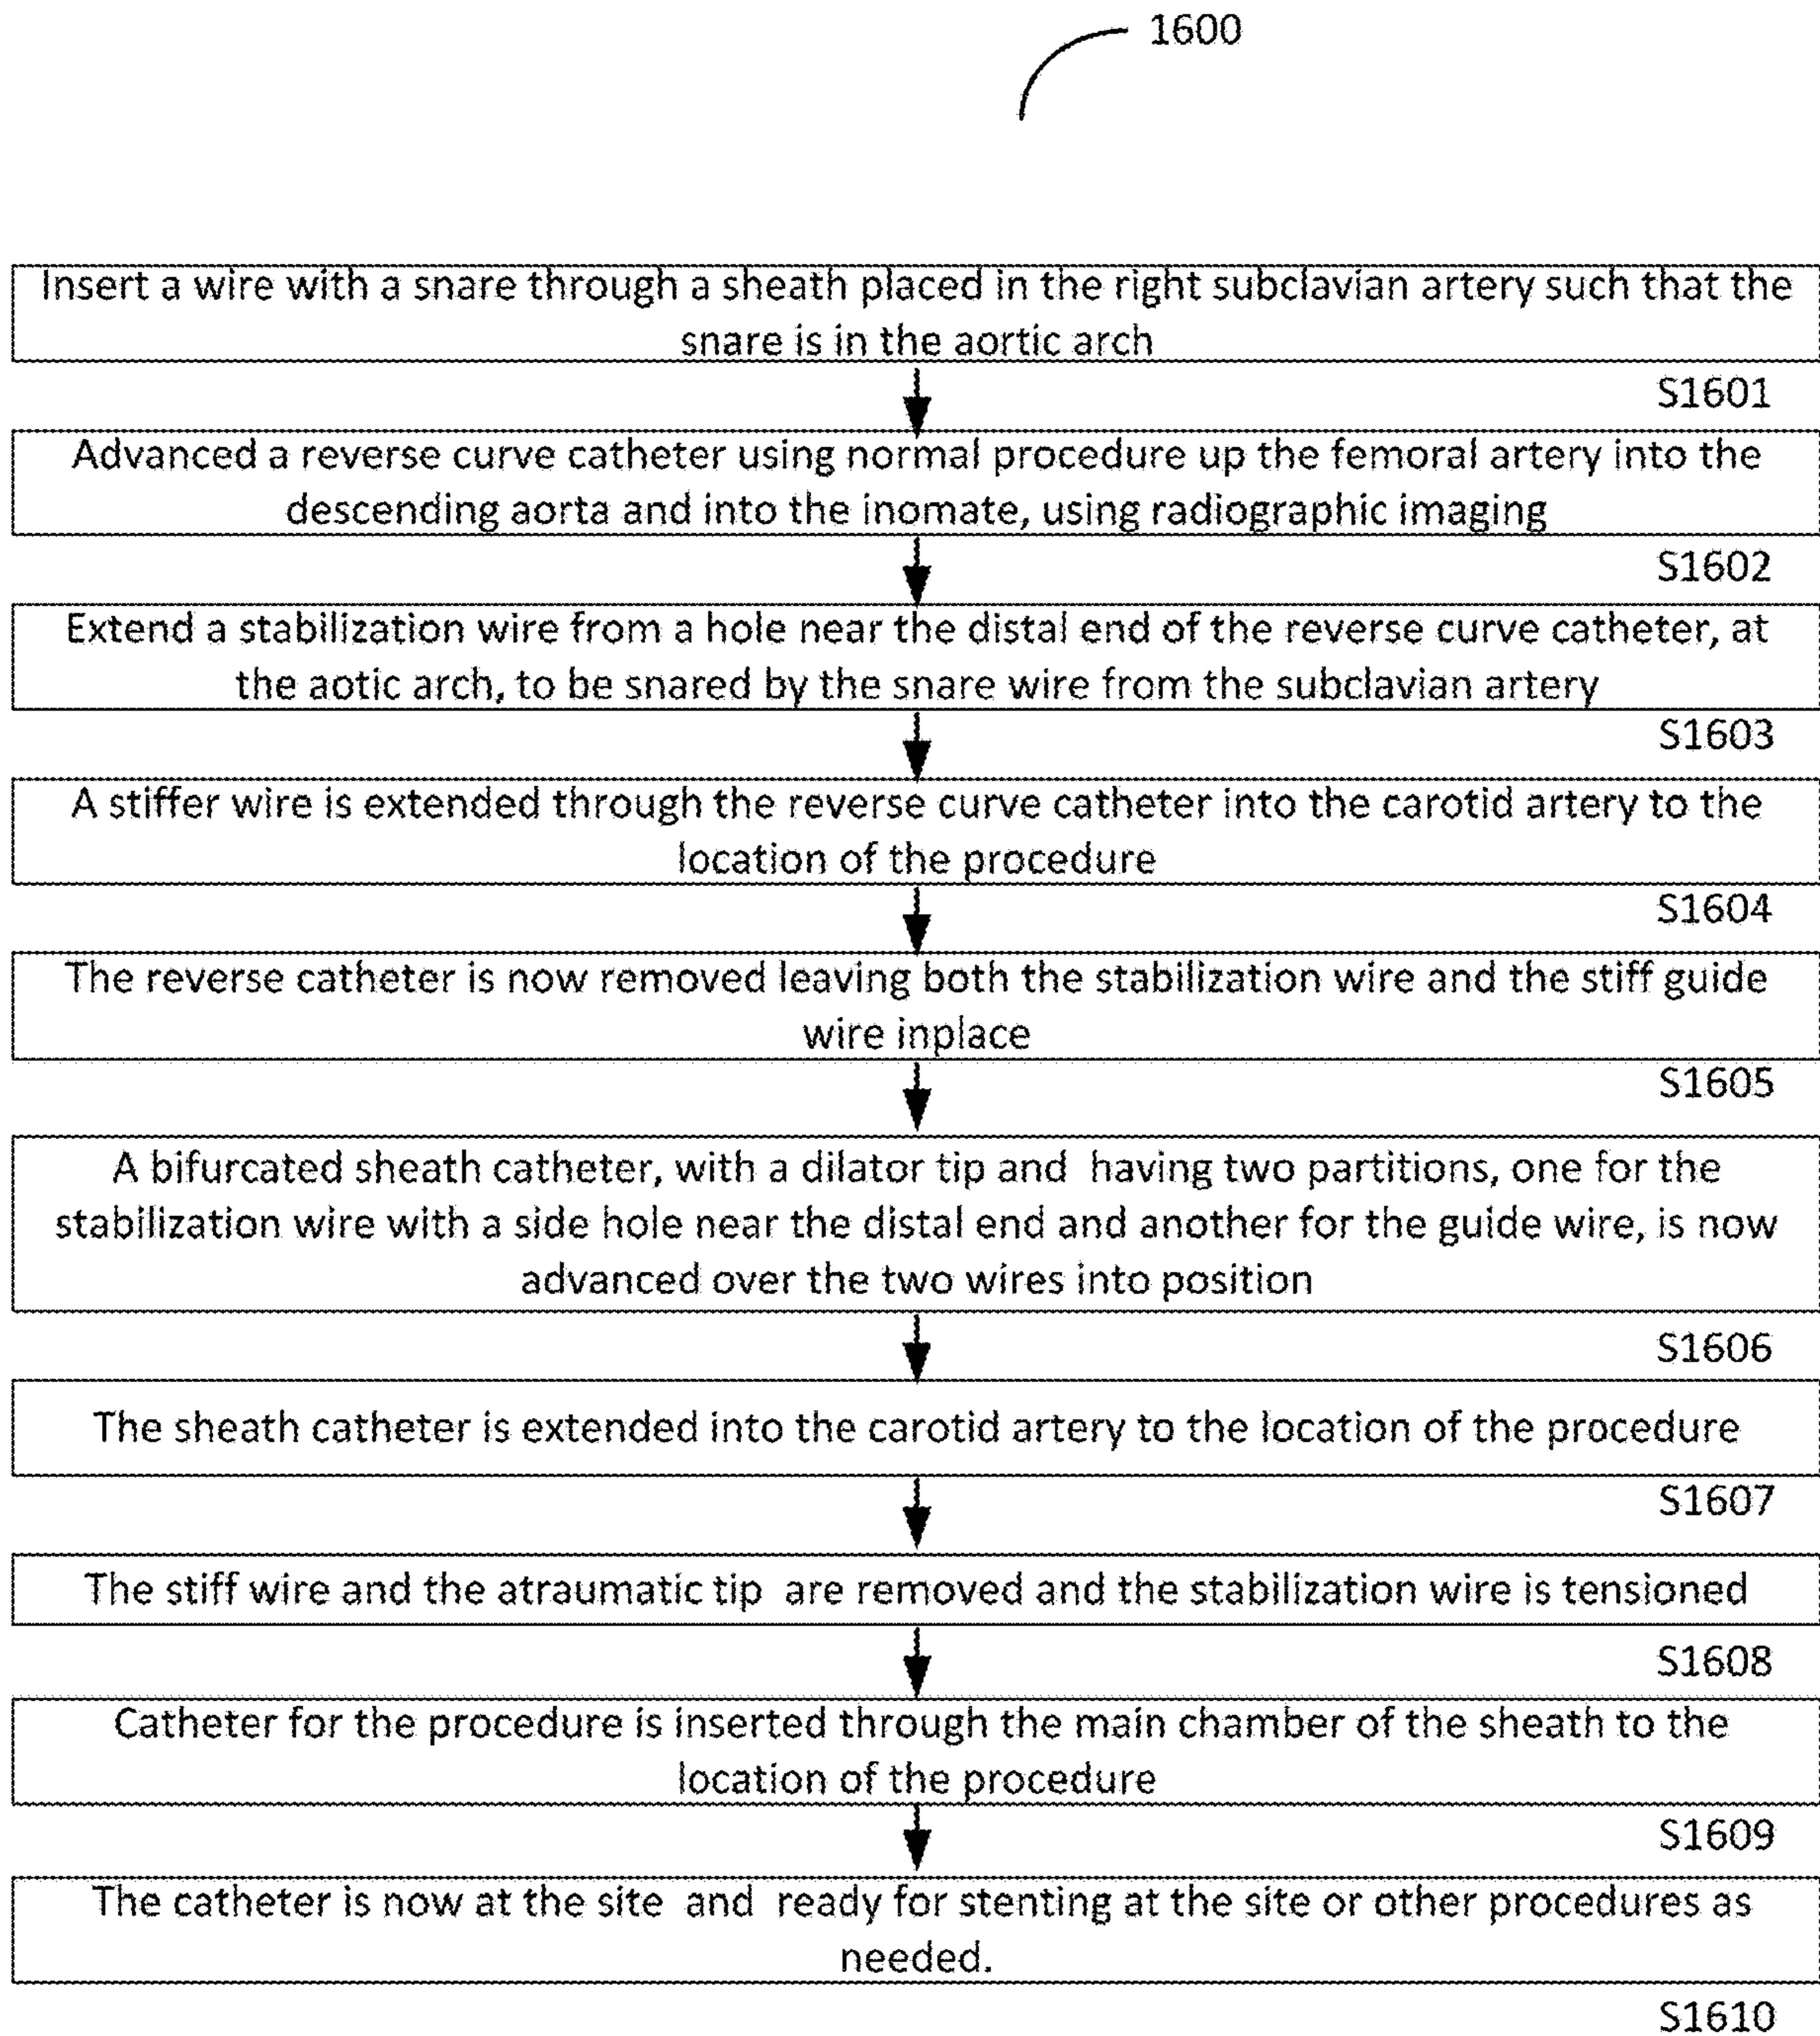 1600
Insert a wire with a snare through a sheath placed in the right subclavian artery such that the
snare is in the aortic arch
S1601
Advanced a reverse curve catheter using normal procedure up the femoral artery into the
descending aorta and into the inomate, using radiographic imaging
S1602
Extend a stabilization wire from a hole near the distal end of the reverse curve catheter, at
the aotic arch, to be snared by the snare wire from the subclavian artery
S1603
A stiffer wire is extended through the reverse curve catheter into the carotid artery to the
location of the procedure
S1604
The reverse catheter is now removed leaving both the stabilization wire and the stiff guide
wire inplace
S1605
A bifurcated sheath catheter, with a dilator tip and having two partitions, one for the
stabilization wire with a side hole near the distal end and another for the guide wire, is now
advanced over the two wires into position
S1606
The sheath catheter is extended into the carotid artery to the location of the procedure
S1607
The stiff wire and the atraumatic tip are removed and the stabilization wire is tensioned
S1608
Catheter for the procedure is inserted through the main chamber of the sheath to the
location of the procedure
S1609
The catheter is now at the site and ready for stenting at the site or other procedures as
needed.
S1610